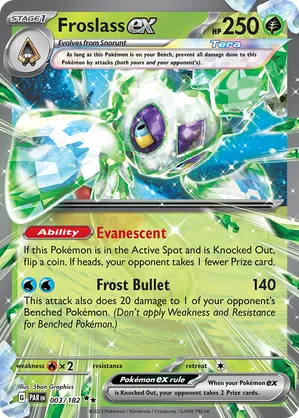 STAGE 1
Froslass ex
HP 250
Evolves from Snorunt
Tera
As long as this Pokémon is on your Bench, prevent all damage done to this
Pokémon by attacks (both yours and your opponent's).
Ability Evanescent
If this Pokémon is in the Active Spot and is Knocked Out,
flip a coin. If heads, your opponent takes 1 fewer Prize card.
Frost Bullet 140
This attack also does 20 damage to 1 of your opponent's
Benched Pokémon. (Don't apply Weakness and
Resistance for Benched Pokémon.)
weakness × 2 resistance retreat
Illus. 5ban Graphics
G PAR EN 003/182
Pokémon ex rule
When your Pokémon ex
is Knocked Out, your opponent takes 2 Prize cards.
©2023 Pokémon / Nintendo / Creatures / GAME FREAK